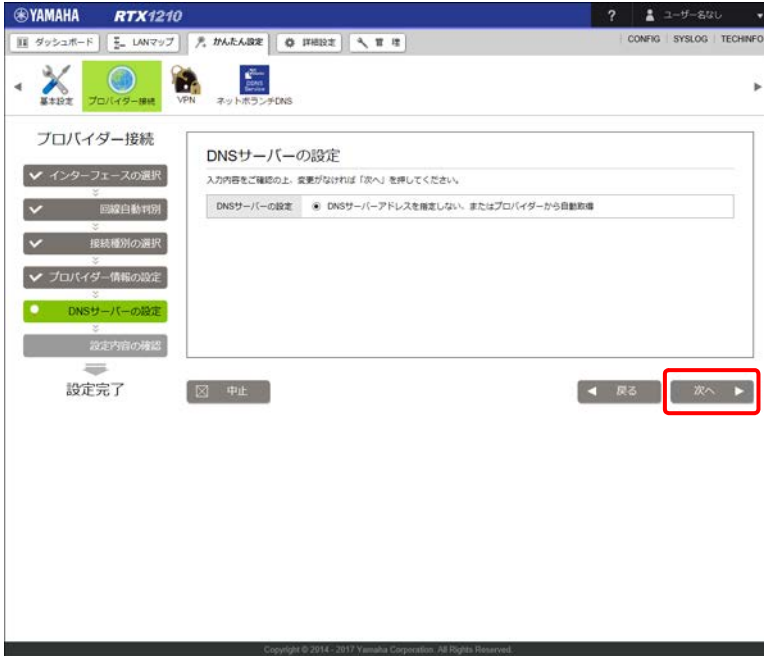 YAMAHA RTX1210 ? ユーザー名なし
ダッシュボード LANマップ かんたん設定 詳細設定 管理 CONFIG SYSLOG TECHINFO
基本設定 プロバイダー接続 VPN ネットボランチDNS
プロバイダー接続
インターフェースの選択
回線自動判別
接続種別の選択
プロバイダー情報の設定
DNSサーバーの設定
設定内容の確認
設定完了
DNSサーバーの設定
入力内容をご確認の上、変更がなければ「次へ」を押してください。
DNSサーバーの設定 DNSサーバーアドレスを指定しない、またはプロバイダーから自動取得
中止 戻る 次へ
Copyright © 2014 - 2017 Yamaha Corporation. All Rights Reserved.